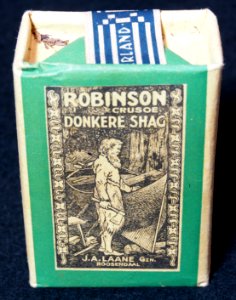 RLAND
ROBINSON
CRUSOE
DONKERE SHAG
J.A. LAANE Gzn.
ROOSENDAAL